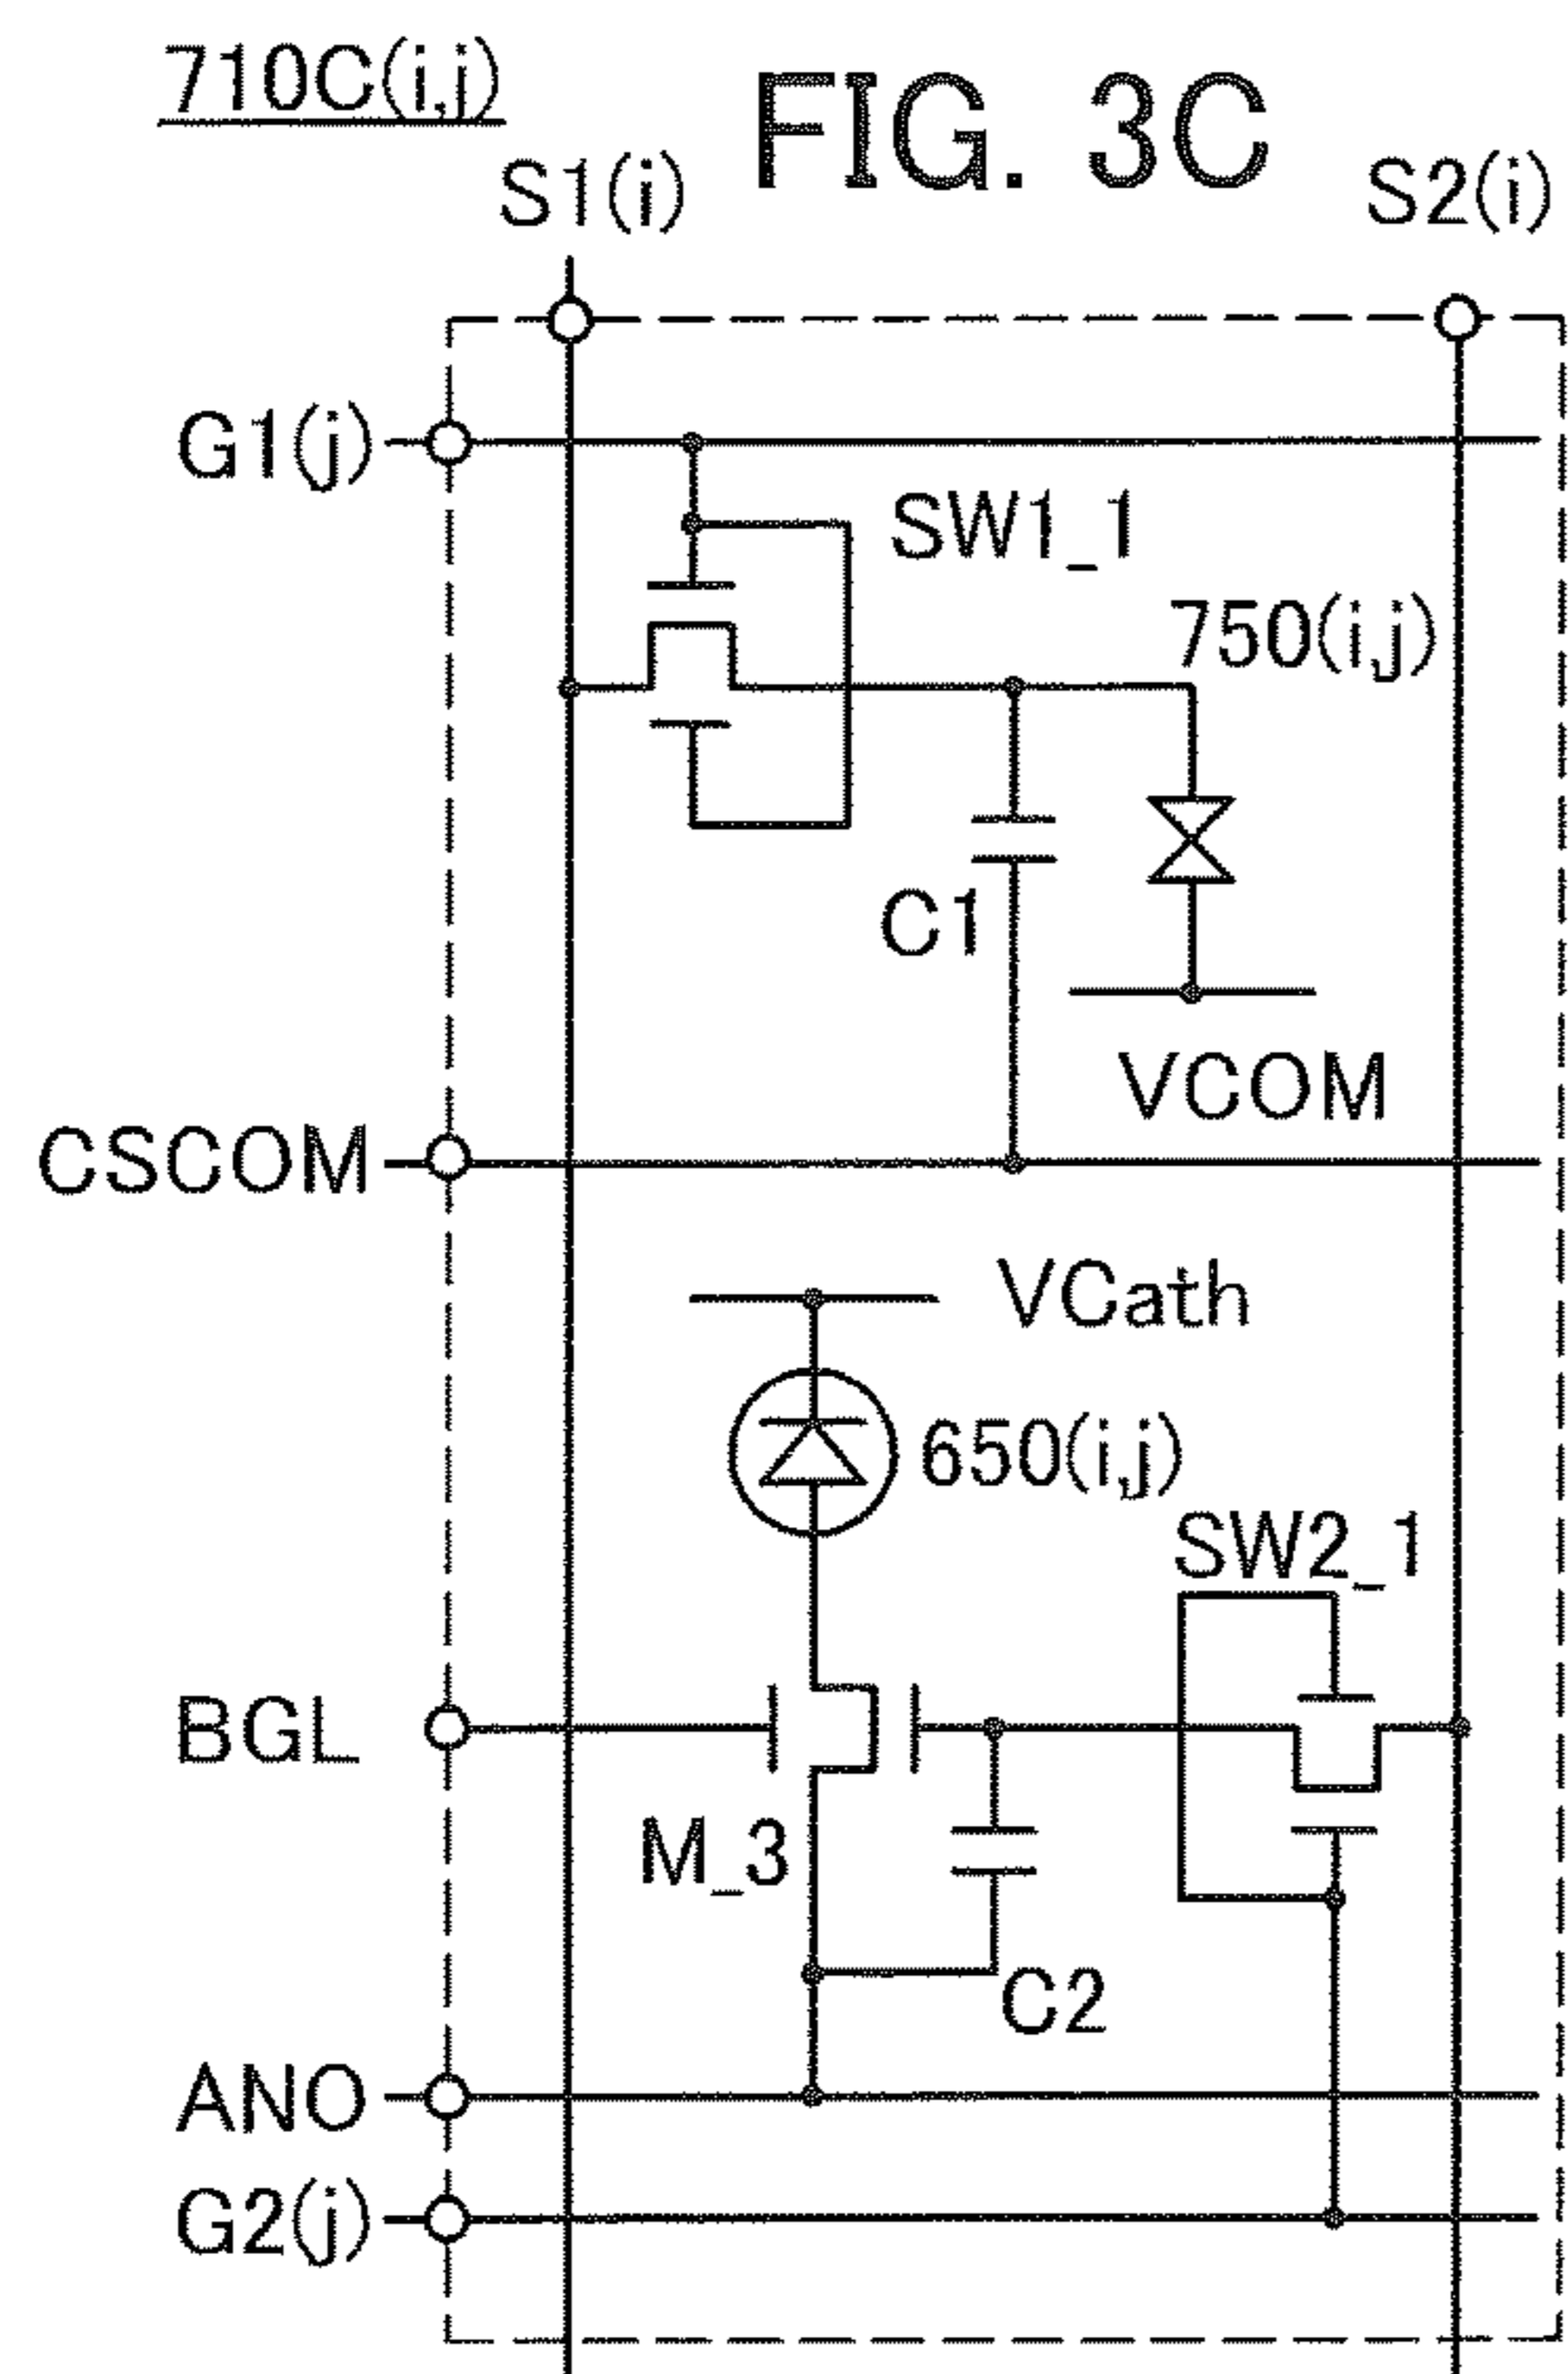 710C(i,j)
FIG. 3C
S1(i)
S2(i)
G1(j)
SW1_1
750(i,j)
C1
VCOM
CSCOM
VCath
650(i,j)
SW2_1
BGL
M_3
C2
ANO
G2(j)